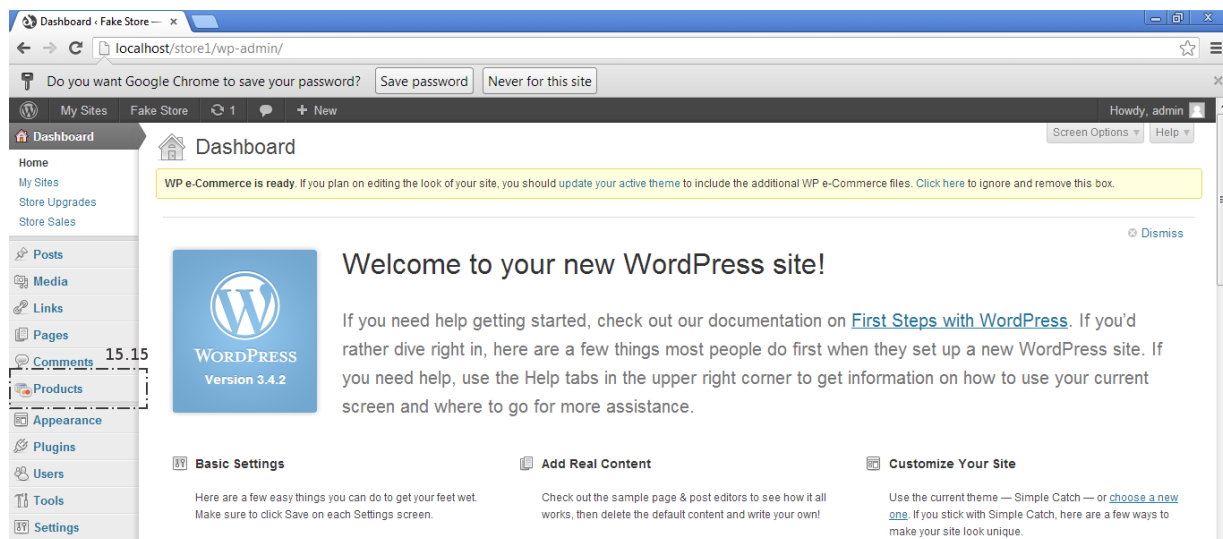 Dashboard ‹ Fake Store —
localhost/store1/wp-admin/
Do you want Google Chrome to save your password? Save password Never for this site
My Sites Fake Store 1 + New Howdy, admin
Dashboard
Home
My Sites
Store Upgrades
Store Sales
Posts
Media
Links
Pages
Comments
15.15
Products
Appearance
Plugins
Users
Tools
Settings
Screen Options Help
Dashboard
WP e-Commerce is ready. If you plan on editing the look of your site, you should update your active theme to include the additional WP e-Commerce files. Click here to ignore and remove this box.
Dismiss
WORDPRESS
Version 3.4.2
Welcome to your new WordPress site!
If you need help getting started, check out our documentation on First Steps with WordPress. If you’d
rather dive right in, here are a few things most people do first when they set up a new WordPress site. If
you need help, use the Help tabs in the upper right corner to get information on how to use your current
screen and where to go for more assistance.
Basic Settings
Here are a few easy things you can do to get your feet wet.
Make sure to click Save on each Settings screen.
Add Real Content
Check out the sample page & post editors to see how it all
works, then delete the default content and write your own!
Customize Your Site
Use the current theme — Simple Catch — or choose a new
one. If you stick with Simple Catch, here are a few ways to
make your site look unique.